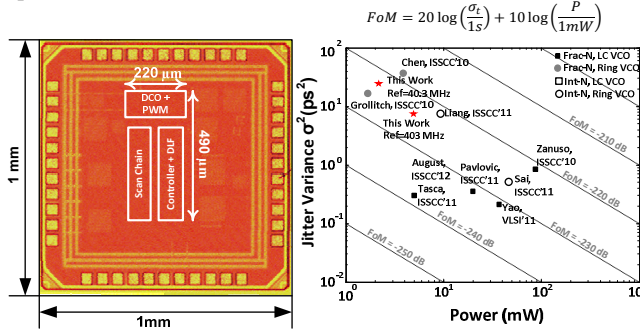 FoM = 20 log(σt/1s) + 10 log(P/1mW)
1 mm
220 μm
DCO +
PWM
490 μm
Scan Chain
Controller + DLF
1mm
Jitter Variance σ²(ps²)
10²
10¹
10⁰
10⁻¹
10⁻²
10⁰
10¹
10²
10³
Power (mW)
Frac-N, LC VCO
Frac-N, Ring VCO
Int-N, LC VCO
Int-N, Ring VCO
Chen, ISSCC'10
This Work
Ref=40.3 MHz
Grollitch, ISSCC'10
This Work
Ref=403 MHz
Liang, ISSCC'11
Zanuso,
ISSCC'10
August,
ISSCC'12
Tasca,
ISSCC'11
Pavlovic,
ISSCC'11
Sai,
ISSCC'11
Yao,
VLSI'11
FoM = -210 dB
FoM = -220 dB
FoM = -230 dB
FoM = -240 dB
FoM = -250 dB